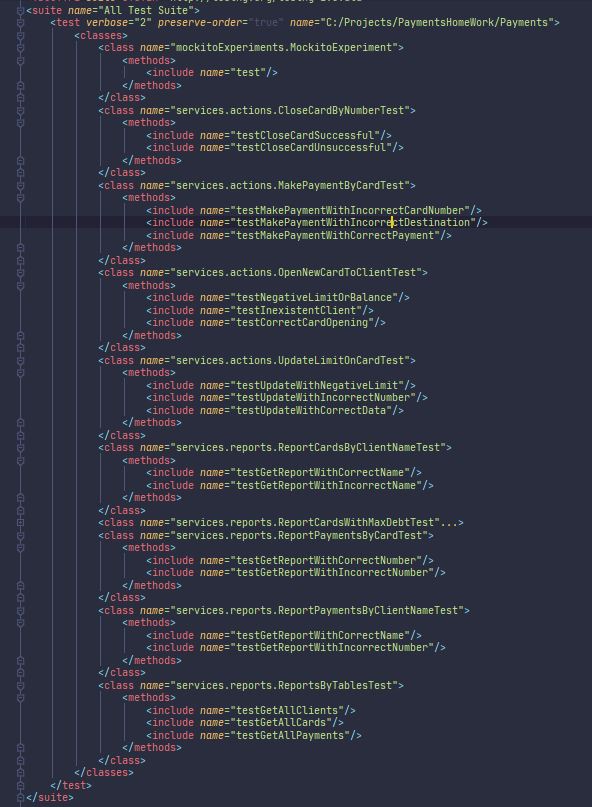 <suite name="All Test Suite">
<test verbose="2" preserve-order="true" name="C:/Projects/PaymentsHomeWork/Payments">
<classes>
<class name="mockitoExperiments.MockitoExperiment">
<methods>
<include name="test"/>
</methods>
</class>
<class name="services.actions.CloseCardByNumberTest">
<methods>
<include name="testCloseCardSuccessful"/>
<include name="testCloseCardUnsuccessful"/>
</methods>
</class>
<class name="services.actions.MakePaymentByCardTest">
<methods>
<include name="testMakePaymentWithIncorrectCardNumber"/>
<include name="testMakePaymentWithIncorrectDestination"/>
<include name="testMakePaymentWithCorrectPayment"/>
</methods>
</class>
<class name="services.actions.OpenNewCardToClientTest">
<methods>
<include name="testNegativeLimitOrBalance"/>
<include name="testInexistentClient"/>
<include name="testCorrectCardOpening"/>
</methods>
</class>
<class name="services.actions.UpdateLimitOnCardTest">
<methods>
<include name="testUpdateWithNegativeLimit"/>
<include name="testUpdateWithIncorrectNumber"/>
<include name="testUpdateWithCorrectData"/>
</methods>
</class>
<class name="services.reports.ReportCardsByClientNameTest">
<methods>
<include name="testGetReportWithCorrectName"/>
<include name="testGetReportWithIncorrectName"/>
</methods>
</class>
<class name="services.reports.ReportCardsWithMaxDebtTest"...>
<class name="services.reports.ReportPaymentsByCardTest">
<methods>
<include name="testGetReportWithCorrectNumber"/>
<include name="testGetReportWithIncorrectNumber"/>
</methods>
</class>
<class name="services.reports.ReportPaymentsByClientNameTest">
<methods>
<include name="testGetReportWithCorrectName"/>
<include name="testGetReportWithIncorrectNumber"/>
</methods>
</class>
<class name="services.reports.ReportsByTablesTest">
<methods>
<include name="testGetAllClients"/>
<include name="testGetAllCards"/>
<include name="testGetAllPayments"/>
</methods>
</class>
</classes>
</test>
</suite>